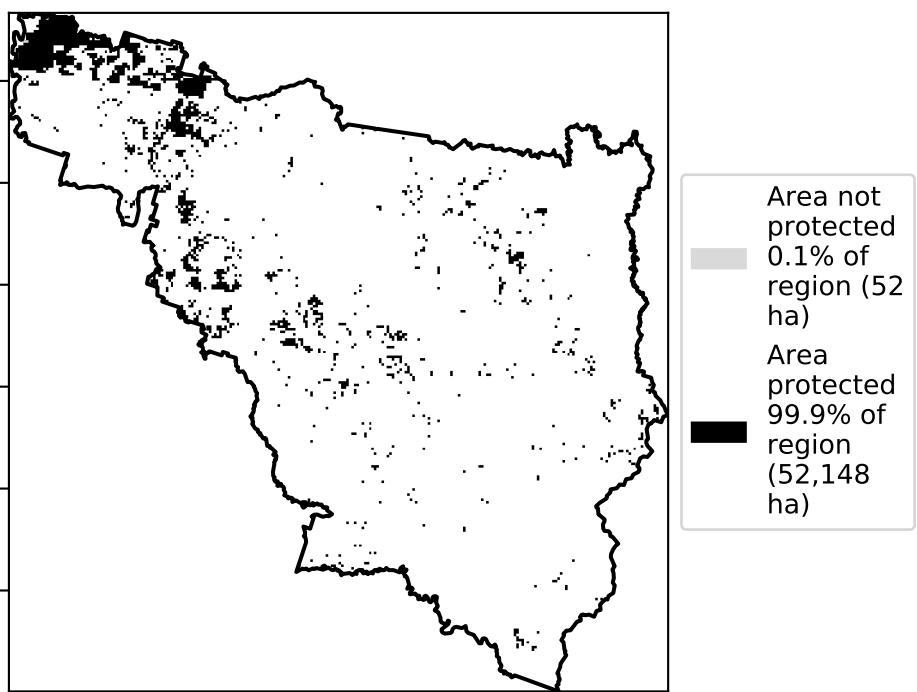 Area not
protected
0.1% of
region (52
ha)
Area
protected
99.9% of
region
(52,148
ha)